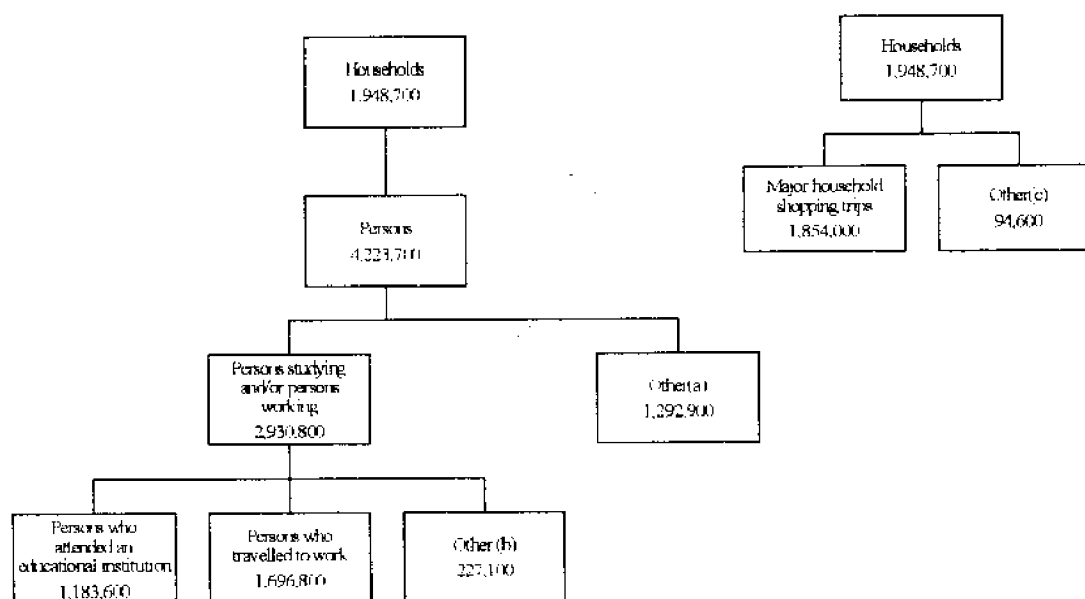 Households
1,948,700
Persons
4,223,700
Persons studying
and/or persons
working
2,930,800
Other(a)
1,292,900
Persons who
attended an
educational institution
1,183,600
Persons who
travelled to work
1,696,800
Other (b)
227,100
Households
1,948,700
Major household
shopping trips
1,854,000
Other(c)
94,600